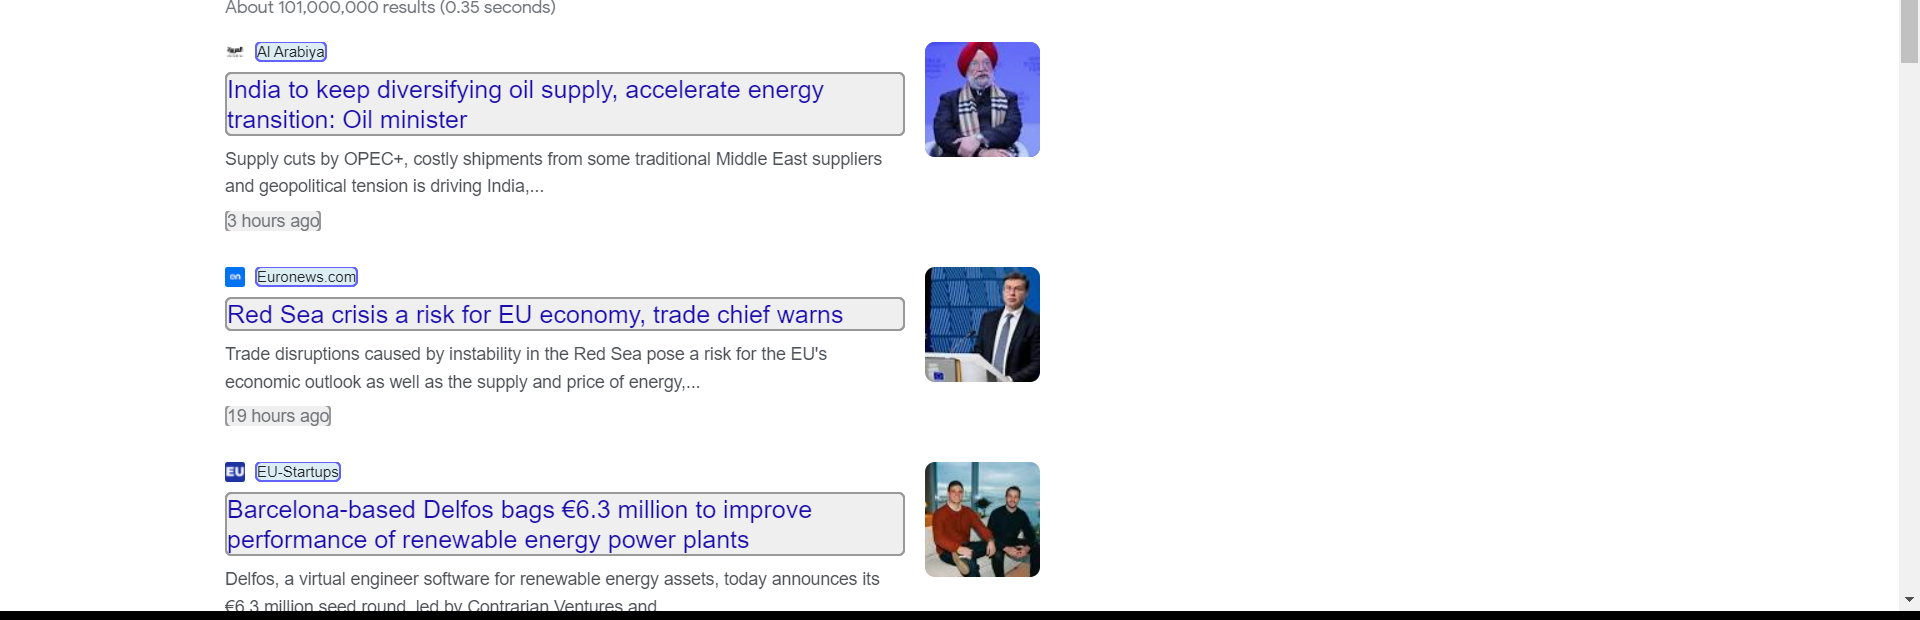 About 101,000,000 results (0.35 seconds)
Al Arabiya
India to keep diversifying oil supply, accelerate energy
transition: Oil minister
Supply cuts by OPEC+, costly shipments from some traditional Middle East suppliers
and geopolitical tension is driving India,...
3 hours ago
en Euronews.com
Red Sea crisis a risk for EU economy, trade chief warns
Trade disruptions caused by instability in the Red Sea pose a risk for the EU's
economic outlook as well as the supply and price of energy,...
19 hours ago
EU EU-Startups
Barcelona-based Delfos bags €6.3 million to improve
performance of renewable energy power plants
Delfos, a virtual engineer software for renewable energy assets, today announces its
€6.3 million seed round, led by Contrarian Ventures and